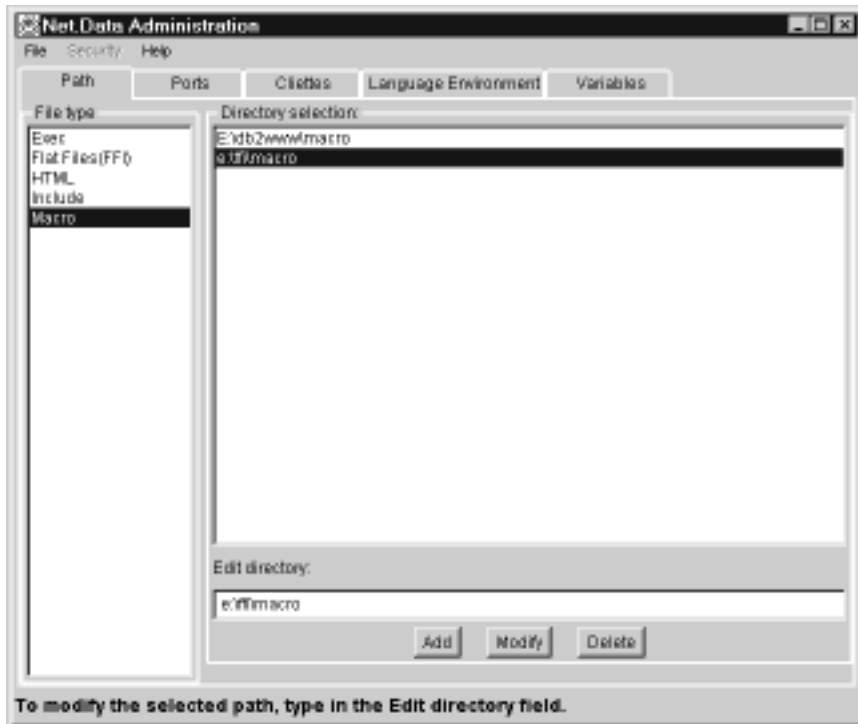 Net.Data Administration
File Security Help
Path Ports Cliettes Language Environment Variables
File type
Exec
Flat Files(FFI)
HTML
Include
Macro
Directory selection:
E:\db2www\macro
e:\ffi\macro
Edit directory:
e:\ffi\macro
Add Modify Delete
To modify the selected path, type in the Edit directory field.